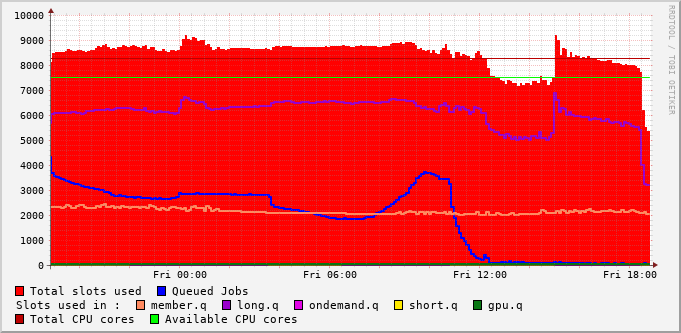 10000
9000
8000
7000
6000
5000
4000
3000
2000
1000
0
Fri 00:00 Fri 06:00 Fri 12:00 Fri 18:00
Total slots used Queued Jobs
Slots used in : member.q long.q ondemand.q short.q gpu.q
Total CPU cores Available CPU cores
RRDTOOL / TOBI OETIKER